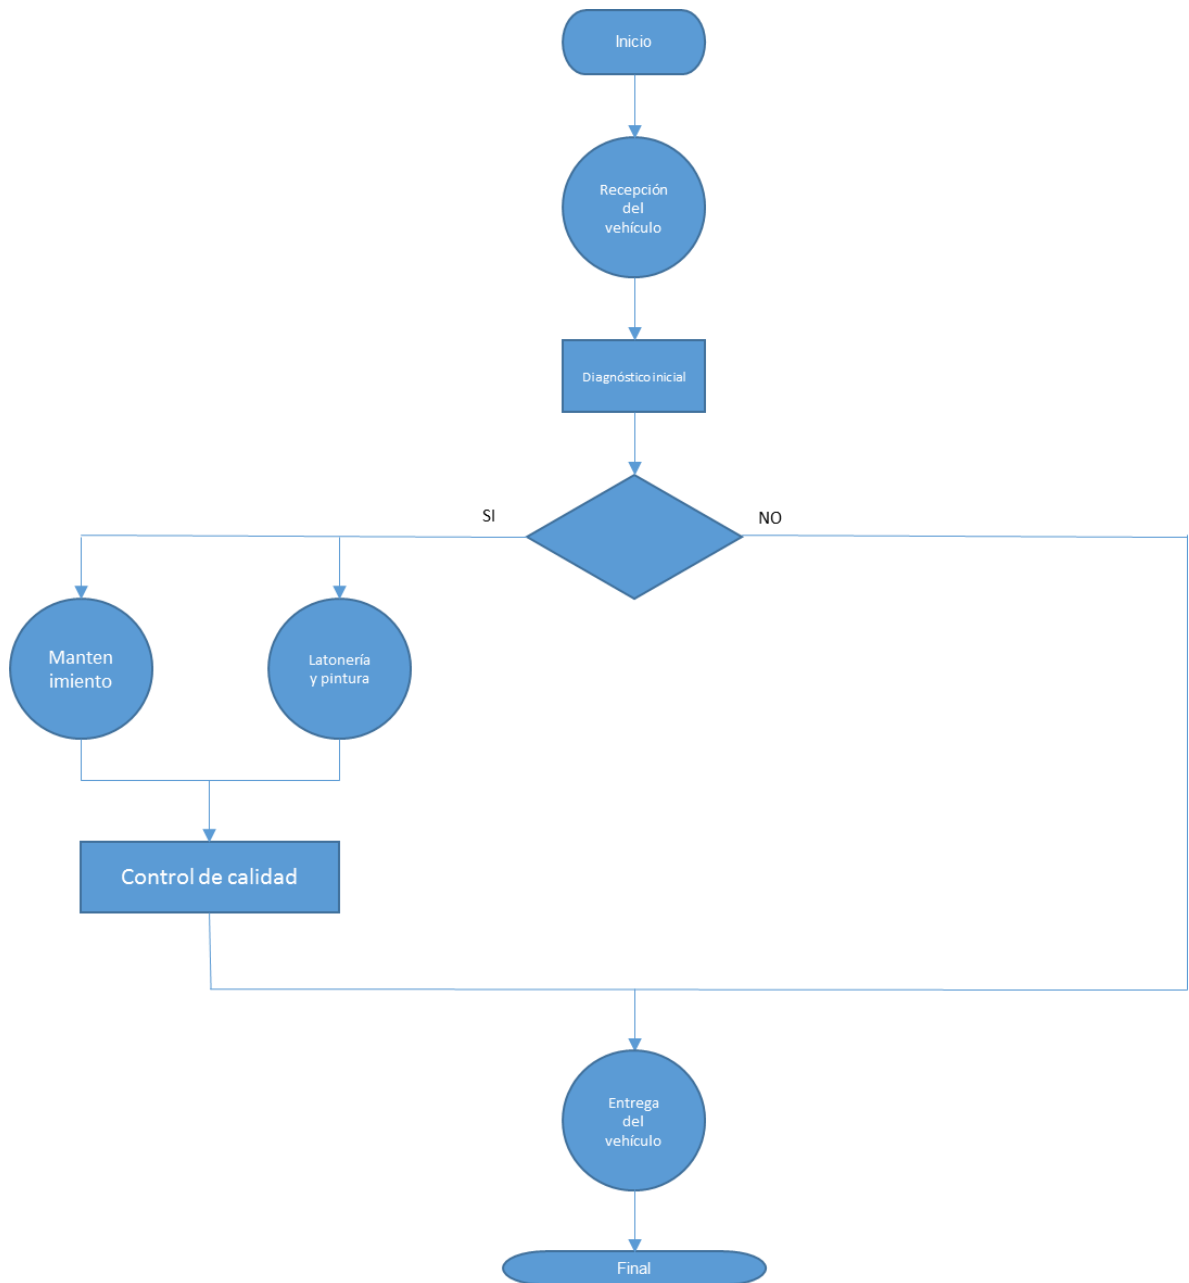 Inicio
Recepción
del
vehículo
Diagnóstico inicial
SI
NO
Manten
imiento
Latonería
y pintura
Control de calidad
Entrega
del
vehículo
Final